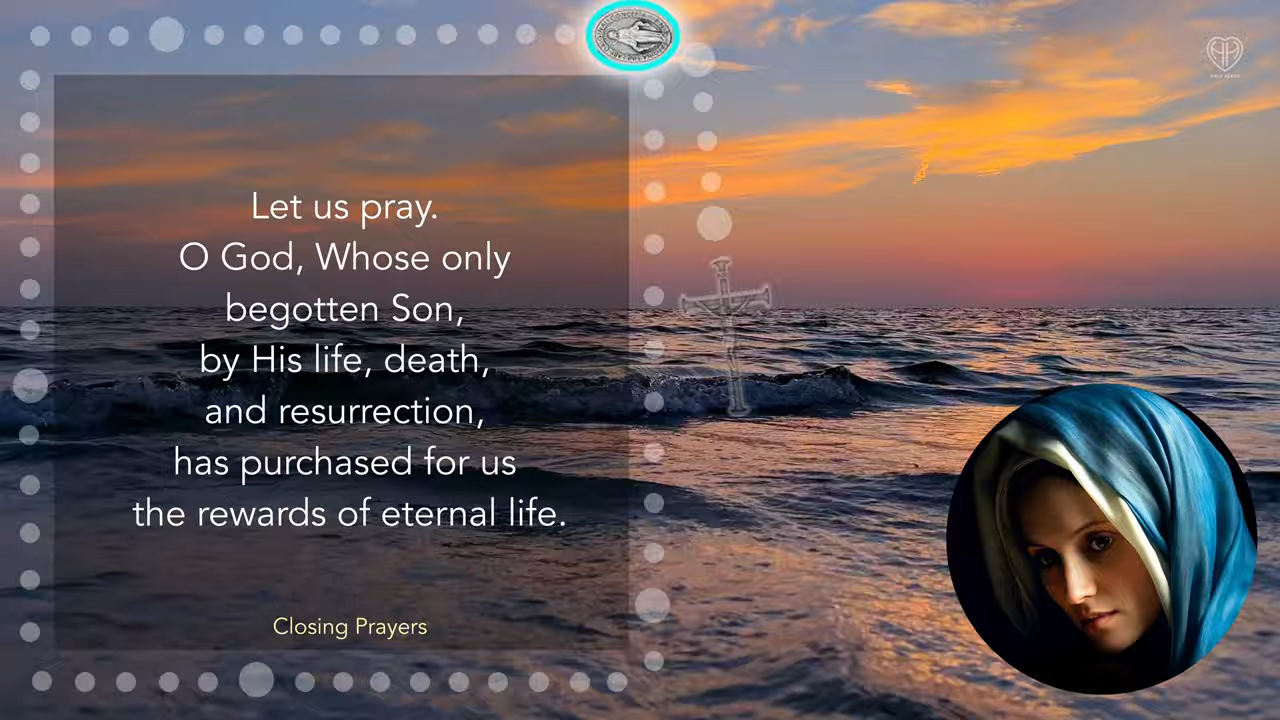 Let us pray.
O God, Whose only
begotten Son,
by His life, death,
and resurrection,
has purchased for us
the rewards of eternal life.
Closing Prayers